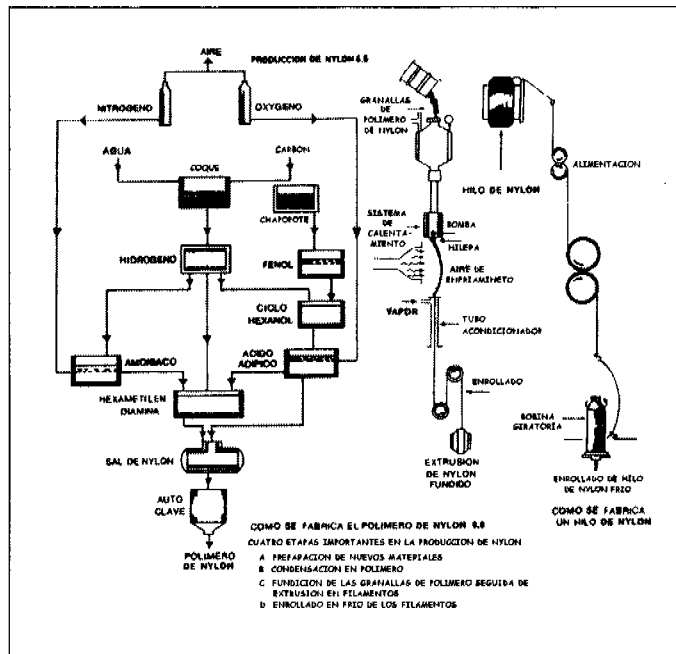 AIRE
PRODUCCION DE NYLON 6.6
NITROGENO
OXYGENO
AGUA
CARBON
COQUE
CHAPOPOTE
HIDROGENO
FENOL
CICLO
HEXANOL
AMONIACO
ACIDO
ADIPICO
HEXAMETILEN
DIAMINA
SAL DE NYLON
AUTO
CLAVE
POLIMERO
DE NYLON
GRANALLAS
DE
POLIMERO
DE NYLON
SISTEMA
DE
CALENTA-
MIENTO
BOMBA
HILERA
AIRE DE
ENFRIAMINETO
VAPOR
TUBO
ACONDICIONADOR
ENROLLADO
EXTRUSION DE
DE NYLON
FUNDIDO
HILO DE NYLON
ALIMENTACION
BOBINA
GIRATORIA
ENROLLADO DE HILO
DE NYLON FRIO
COMO SE FABRICA
UN HILO DE NYLON
COMO SE FABRICA EL POLIMERO DE NYLON 6.6
CUATRO ETAPAS IMPORTANTES EN LA PRODUCCION DE NYLON
A PREPARACION DE NUEVOS MATERIALES
B CONDENSACION EN POLIMERO
C FUNDICION DE LAS GRANALLAS DE POLIMERO SEGUIDA DE
EXTRUSION EN FILAMENTOS
D ENROLLADO EN FRIO DE LOS FILAMENTOS